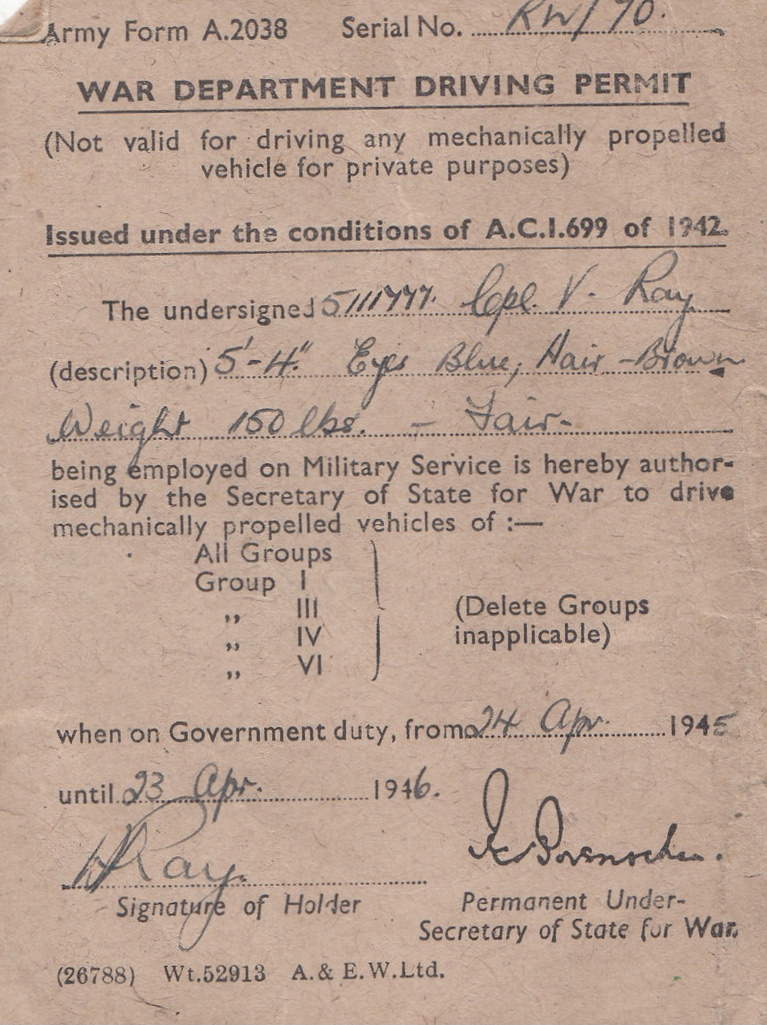 Army Form A.2038 Serial No. RW/70.
WAR DEPARTMENT DRIVING PERMIT
(Not valid for driving any mechanically propelled
vehicle for private purposes)
Issued under the conditions of A.C.I.699 of 1942.
The undersigned 5111777. Cpl. V. Ray
(description) 5'-4". Eyes Blue, Hair-Brown
Weight 150 lbs. - Fair-
being employed on Military Service is hereby author-
ised by the Secretary of State for War to drive
mechanically propelled vehicles of :—
All Groups
Group I
„ III
„ IV
„ VI
(Delete Groups
inapplicable)
when on Government duty, from 24 Apr. 1945
until 23 Apr. 1946.
Ray.
Signature of Holder
Permanent Under-
Secretary of State for War.
(26788) Wt.52913 A. & E.W.Ltd.